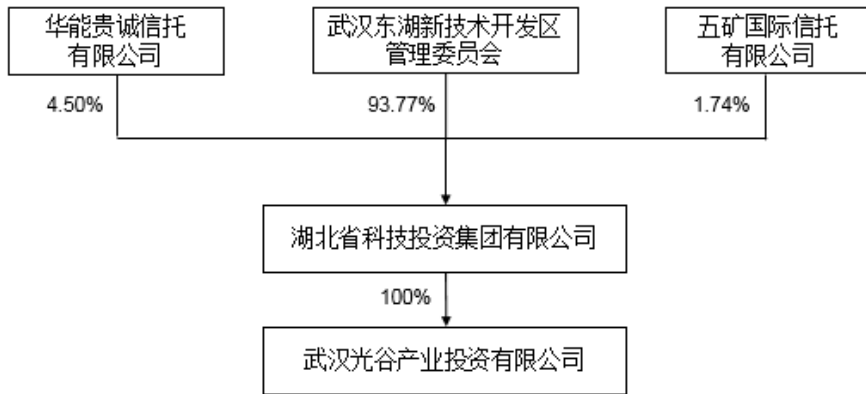 华能贵诚信托
有限公司
武汉东湖新技术开发区
管理委员会
五矿国际信托
有限公司
4.50%
93.77%
1.74%
湖北省科技投资集团有限公司
100%
武汉光谷产业投资有限公司